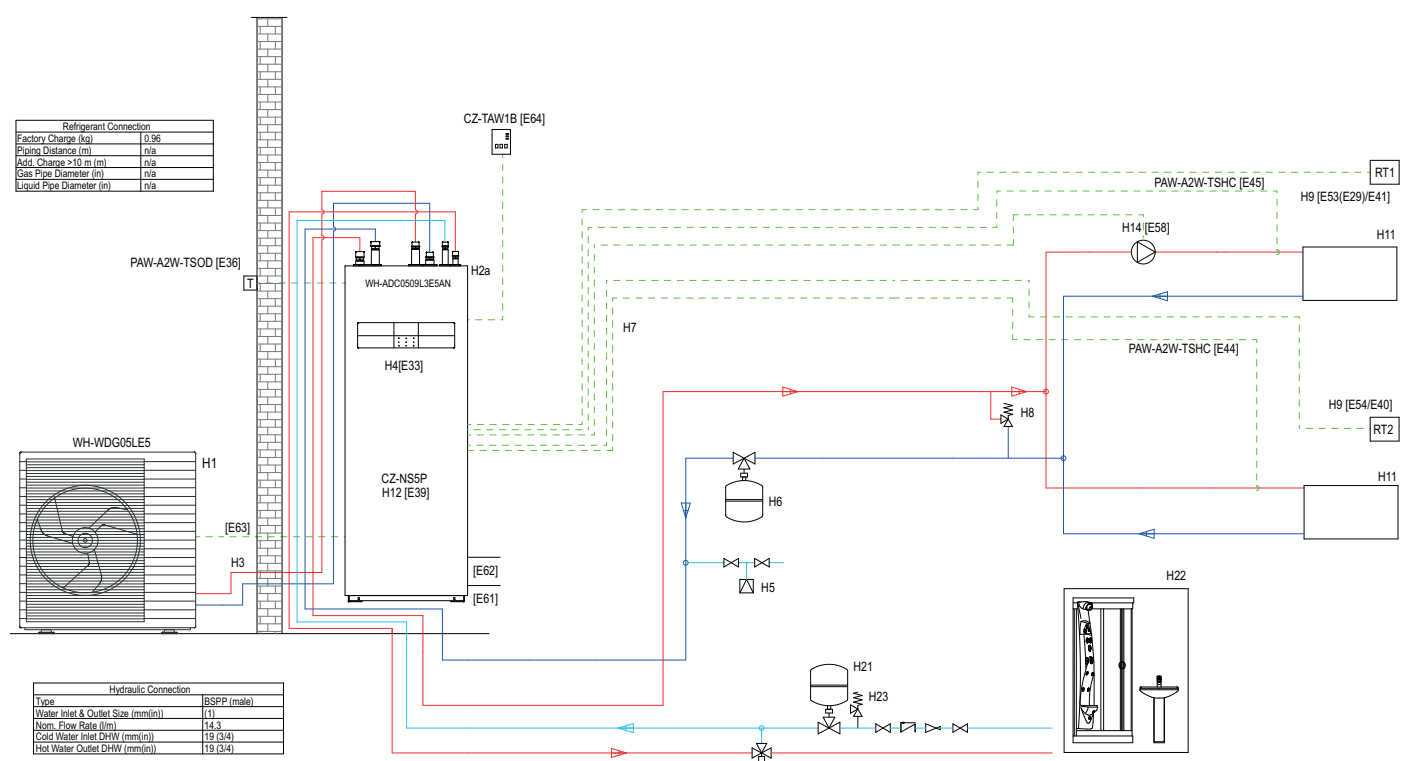 CZ-TAW1B [E64]
Refrigerant Connection
Factory Charge (kg) 0.96
Piping Distance (m) n/a
Add. Charge >10 m (m) n/a
Gas Pipe Diameter (in) n/a
Liquid Pipe Diameter (in) n/a
RT1
PAW-A2W-TSHC [E45]
H9 [E53(E29)/E41]
H14 [E58]
H11
PAW-A2W-TSOD [E36]
T
H2a
WH-ADC0509L3E5AN
H7
PAW-A2W-TSHC [E44]
H4[E33]
H8
H9 [E54/E40]
RT2
WH-WDG05LE5
H1
CZ-NS5P
H12 [E39]
H11
H6
[E63]
H3
[E62]
H5
H22
[E61]
H21
H23
Hydraulic Connection
Type BSPP (male)
Water Inlet & Outlet Size (mm(in)) (1)
Nom. Flow Rate (l/m) 14.3
Cold Water Inlet DHW (mm(in)) 19 (3/4)
Hot Water Outlet DHW (mm(in)) 19 (3/4)